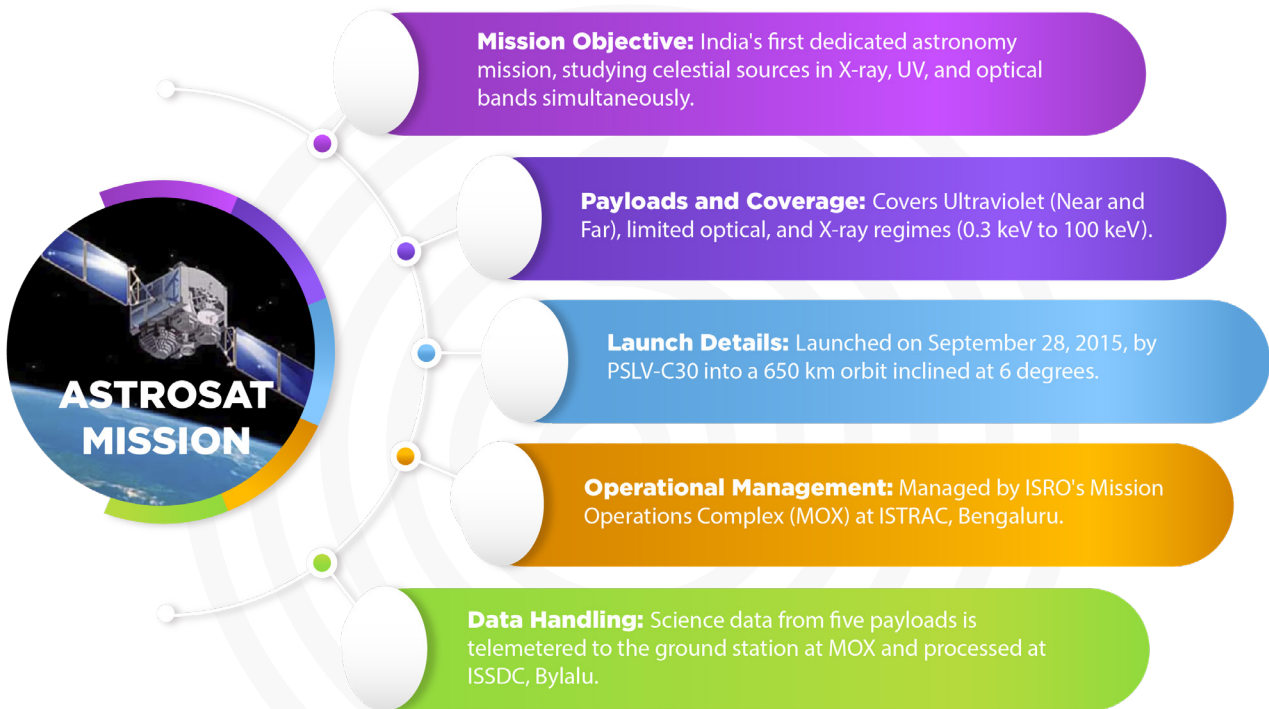 ASTROSAT
MISSION
Mission Objective: India's first dedicated astronomy
mission, studying celestial sources in X-ray, UV, and optical
bands simultaneously.
Payloads and Coverage: Covers Ultraviolet (Near and
Far), limited optical, and X-ray regimes (0.3 keV to 100 keV).
Launch Details: Launched on September 28, 2015, by
PSLV-C30 into a 650 km orbit inclined at 6 degrees.
Operational Management: Managed by ISRO's Mission
Operations Complex (MOX) at ISTRAC, Bengaluru.
Data Handling: Science data from five payloads is
telemetered to the ground station at MOX and processed at
ISSDC, Bylalu.